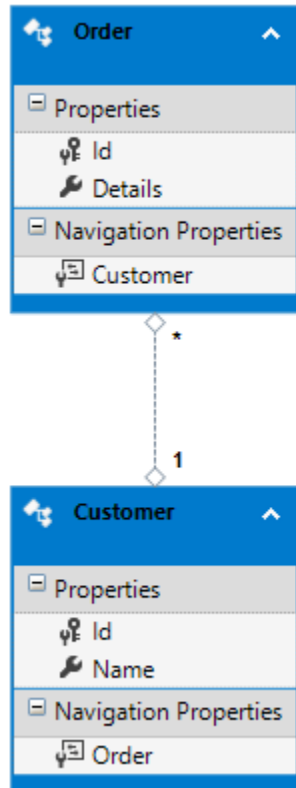 Order
Properties
Id
Details
Navigation Properties
Customer
*
1
Customer
Properties
Id
Name
Navigation Properties
Order